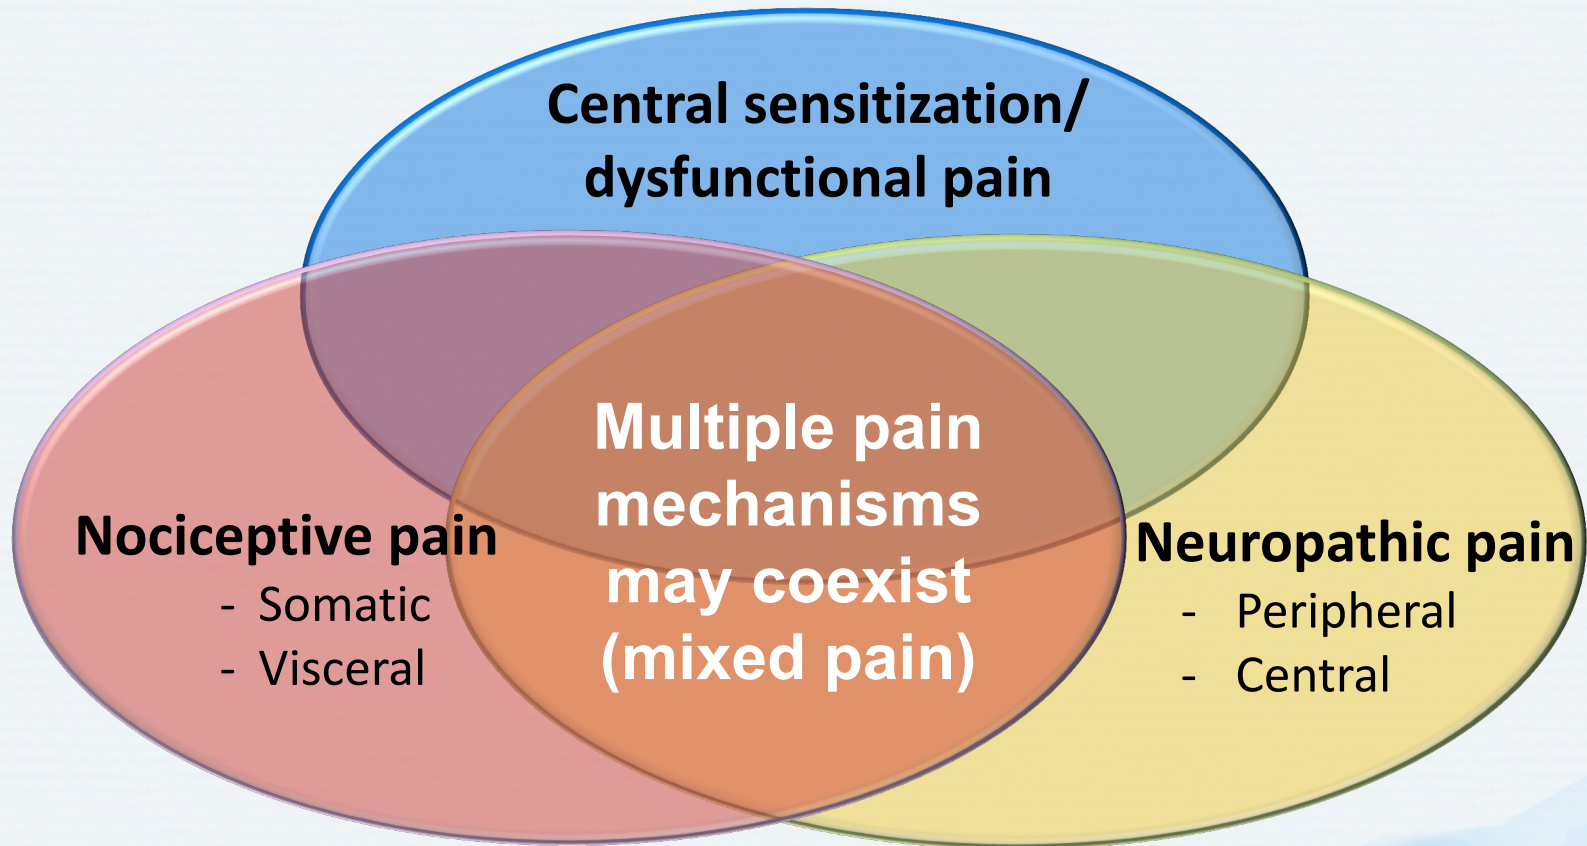 Central sensitization/
dysfunctional pain
Multiple pain
mechanisms
may coexist
(mixed pain)
Nociceptive pain
- Somatic
- Visceral
Neuropathic pain
- Peripheral
- Central